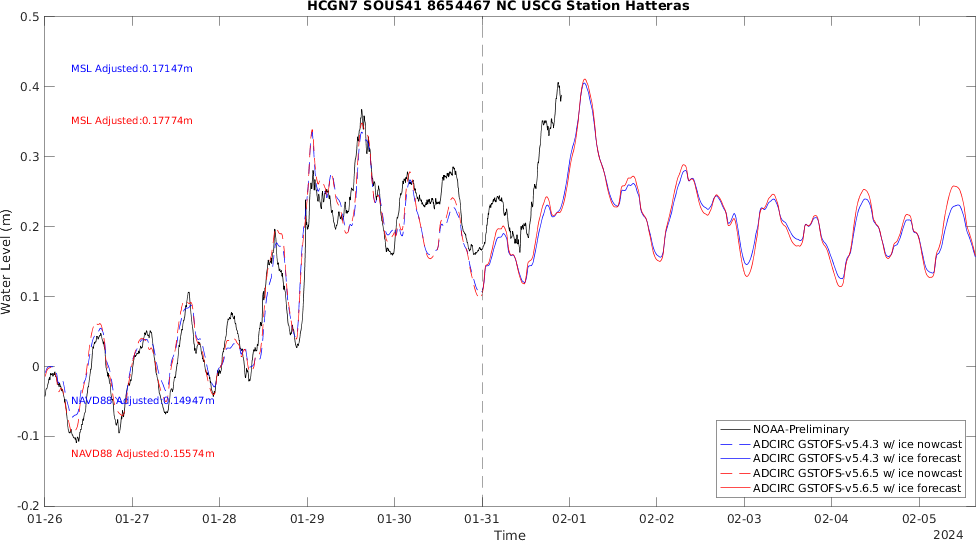 HCGN7 SOUS41 8654467 NC USCG Station Hatteras
0.5
0.4
0.3
0.2
0.1
0
-0.1
-0.2
Water Level (m)
MSL Adjusted:0.17147m
MSL Adjusted:0.17774m
NAVD88 Adjusted:0.14947m
NAVD88 Adjusted:0.15574m
NOAA-Preliminary
ADCIRC GSTOFS-v5.4.3 w/ ice nowcast
ADCIRC GSTOFS-v5.4.3 w/ ice forecast
ADCIRC GSTOFS-v5.6.5 w/ ice nowcast
ADCIRC GSTOFS-v5.6.5 w/ ice forecast
01-26 01-27 01-28 01-29 01-30 01-31 02-01 02-02 02-03 02-04 02-05
Time
2024